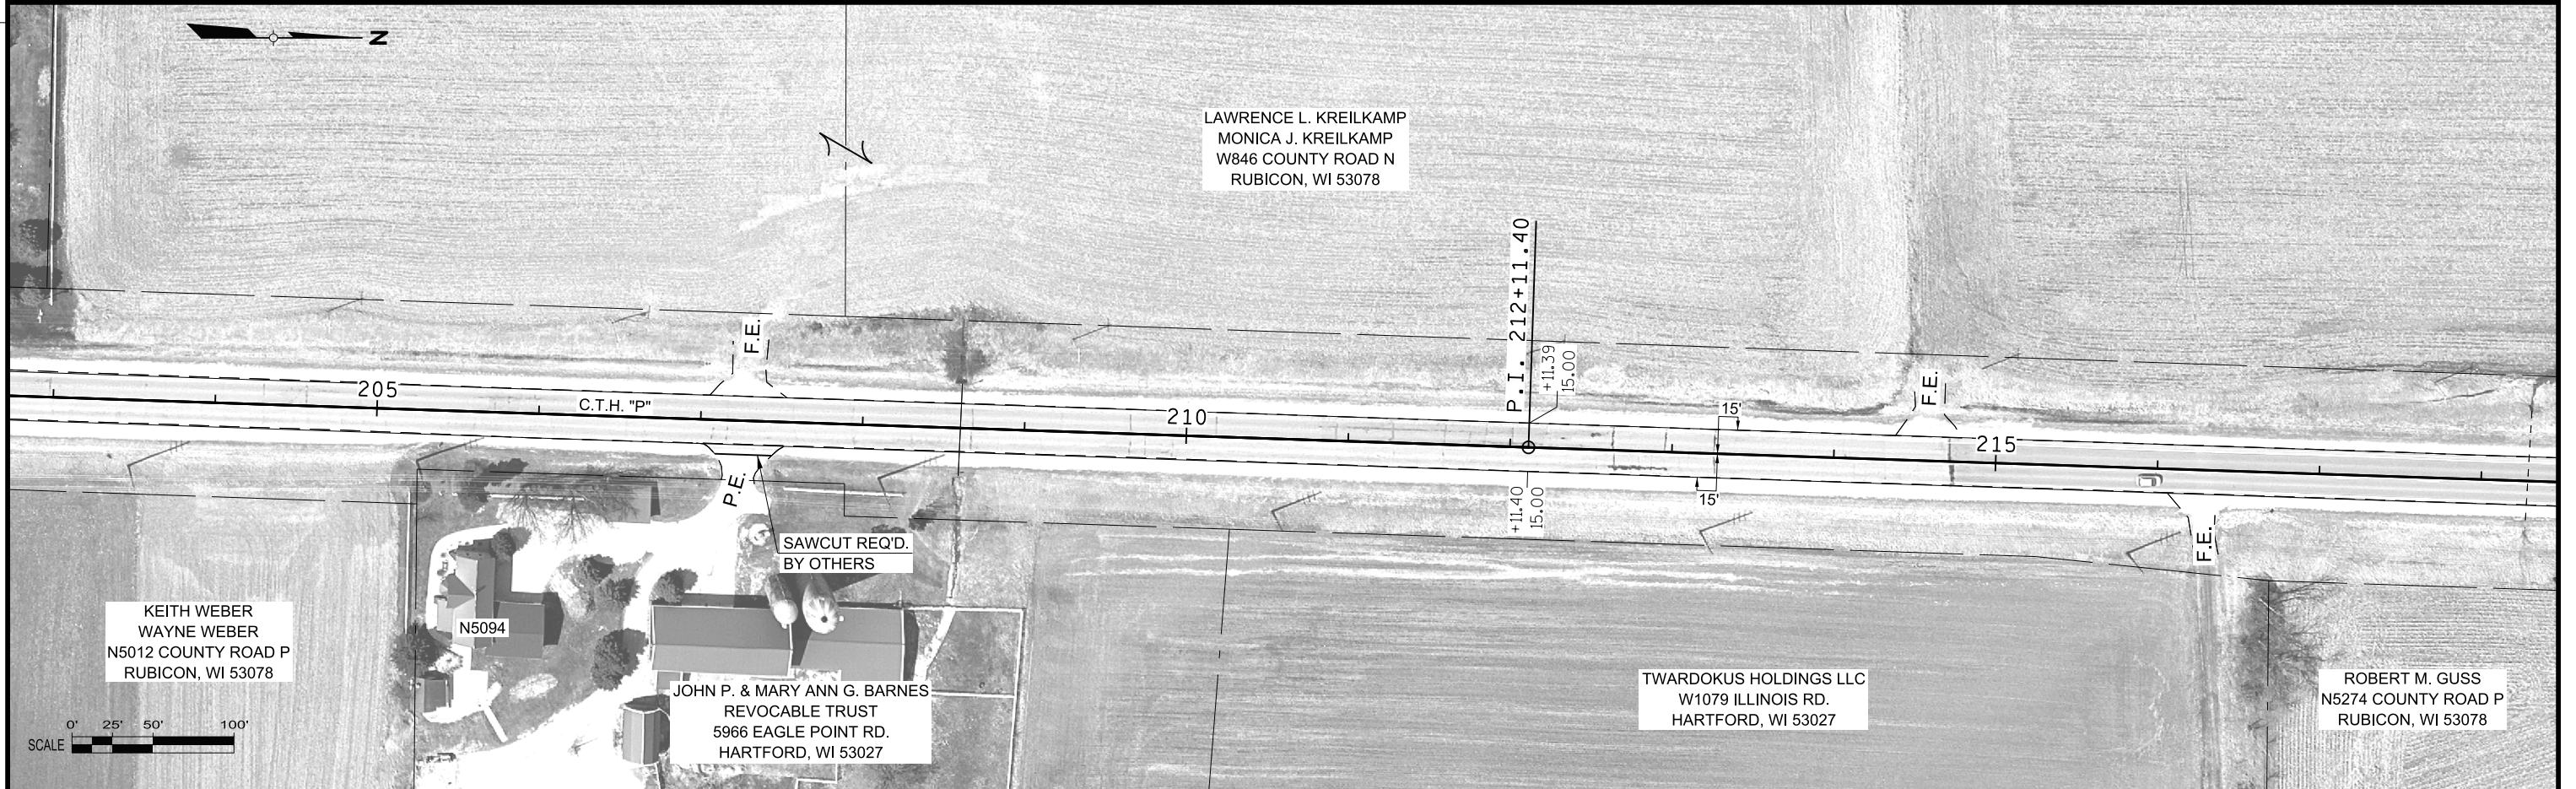 N
LAWRENCE L. KREILKAMP
MONICA J. KREILKAMP
W846 COUNTY ROAD N
RUBICON, WI 53078
P.I. 212+11.40
+11.39
15.00
F.E.
F.E.
205
C.T.H. "P"
210
15'
215
P.E.
15'
+11.40
15.00
F.E.
SAWCUT REQ'D.
BY OTHERS
KEITH WEBER
WAYNE WEBER
N5012 COUNTY ROAD P
RUBICON, WI 53078
N5094
JOHN P. & MARY ANN G. BARNES
REVOCABLE TRUST
5966 EAGLE POINT RD.
HARTFORD, WI 53027
TWARDOKUS HOLDINGS LLC
W1079 ILLINOIS RD.
HARTFORD, WI 53027
ROBERT M. GUSS
N5274 COUNTY ROAD P
RUBICON, WI 53078
0' 25' 50' 100'
SCALE